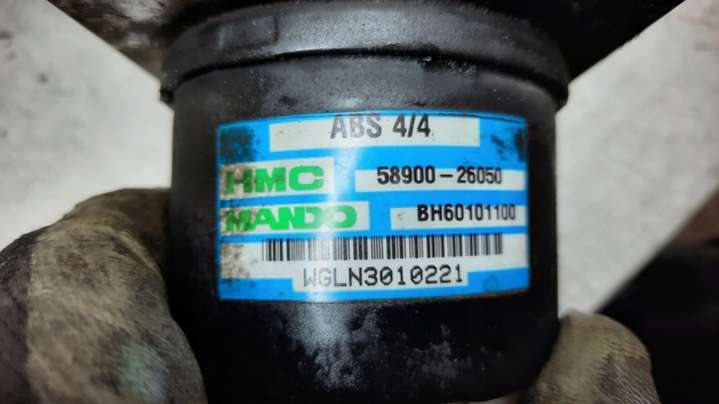 ABS 4/4
HMC 58900-26050
MANDO BH60101100
WGLN3010221